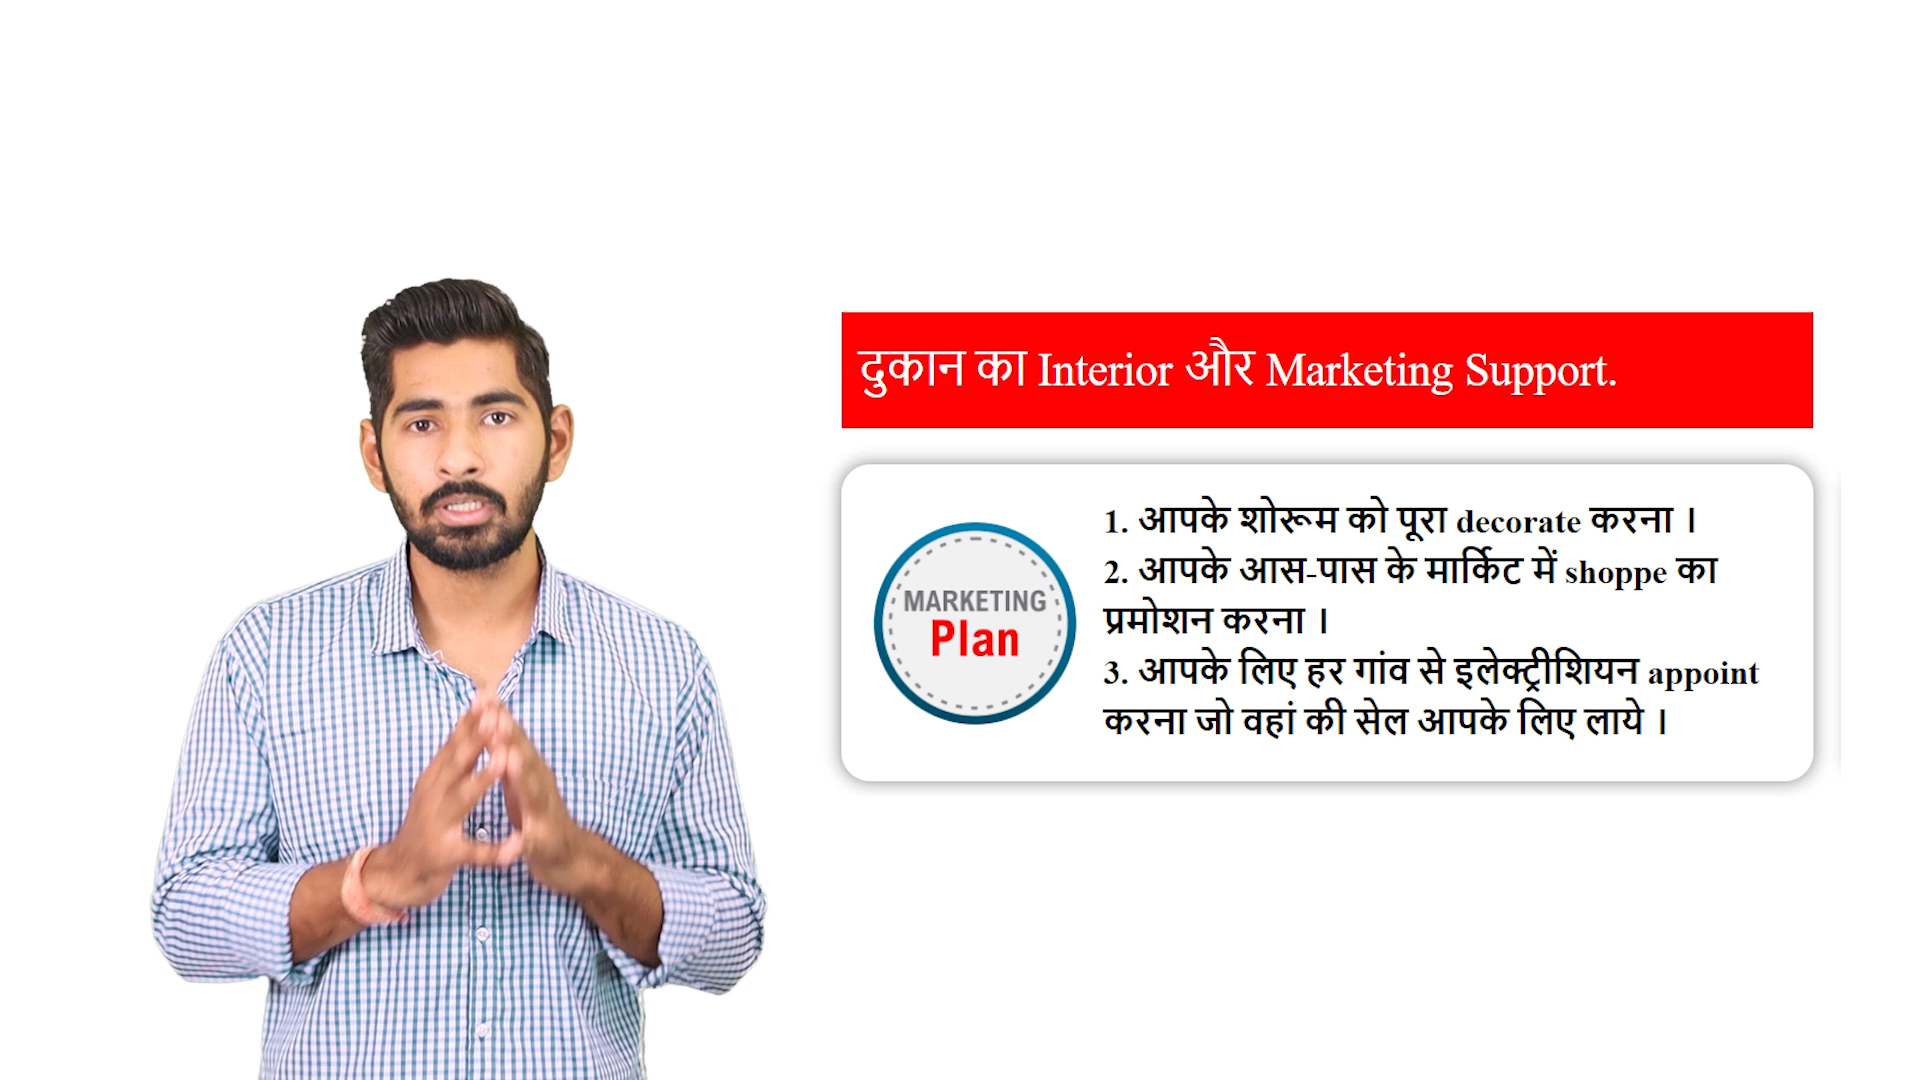 दुकान का Interior और Marketing Support.
MARKETING
Plan
1. आपके शोरूम को पूरा decorate करना ।
2. आपके आस-पास के मार्किट में shoppe का
प्रमोशन करना ।
3. आपके लिए हर गांव से इलेक्ट्रीशियन appoint
करना जो वहां की सेल आपके लिए लाये ।